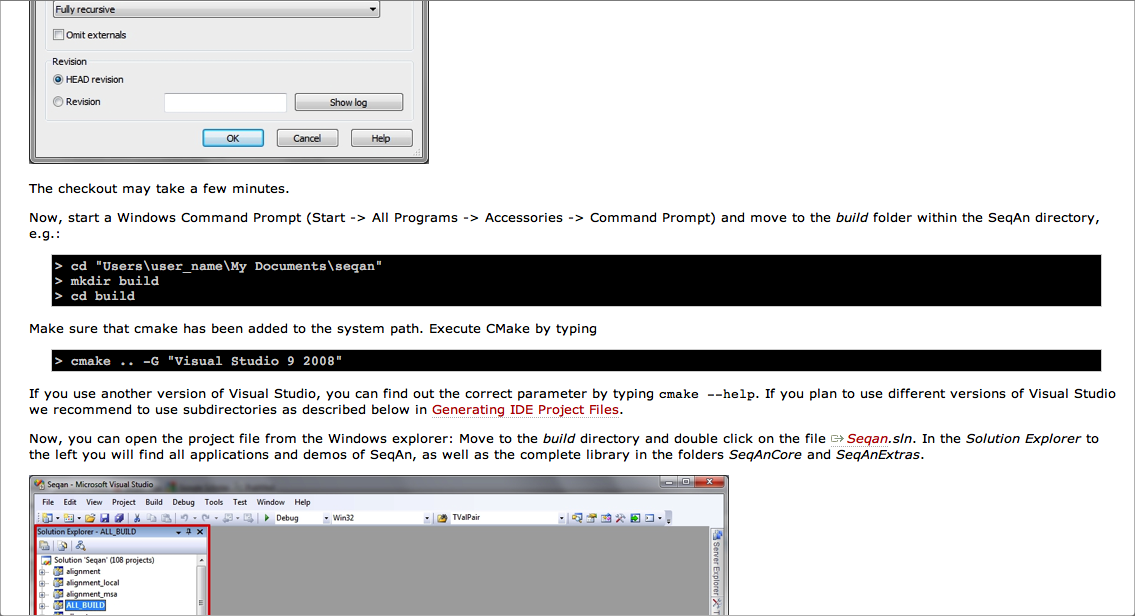 Fully recursive
Omit externals
Revision
HEAD revision
Revision
Show log
OK Cancel Help
The checkout may take a few minutes.
Now, start a Windows Command Prompt (Start -> All Programs -> Accessories -> Command Prompt) and move to the build folder within the SeqAn directory,
e.g.:
> cd "Users\user_name\My Documents\seqan"
> mkdir build
> cd build
Make sure that cmake has been added to the system path. Execute CMake by typing
> cmake .. -G "Visual Studio 9 2008"
If you use another version of Visual Studio, you can find out the correct parameter by typing cmake --help. If you plan to use different versions of Visual Studio
we recommend to use subdirectories as described below in Generating IDE Project Files.
Now, you can open the project file from the Windows explorer: Move to the build directory and double click on the file Seqan.sln. In the Solution Explorer to
the left you will find all applications and demos of SeqAn, as well as the complete library in the folders SeqAnCore and SeqAnExtras.
Seqan - Microsoft Visual Studio
File Edit View Project Build Debug Tools Test Window Help
Debug Win32 TValPair
Solution Explorer - ALL_BUILD
Solution 'Seqan' (108 projects)
alignment
alignment_local
alignment_msa
ALL_BUILD
Server Explorer